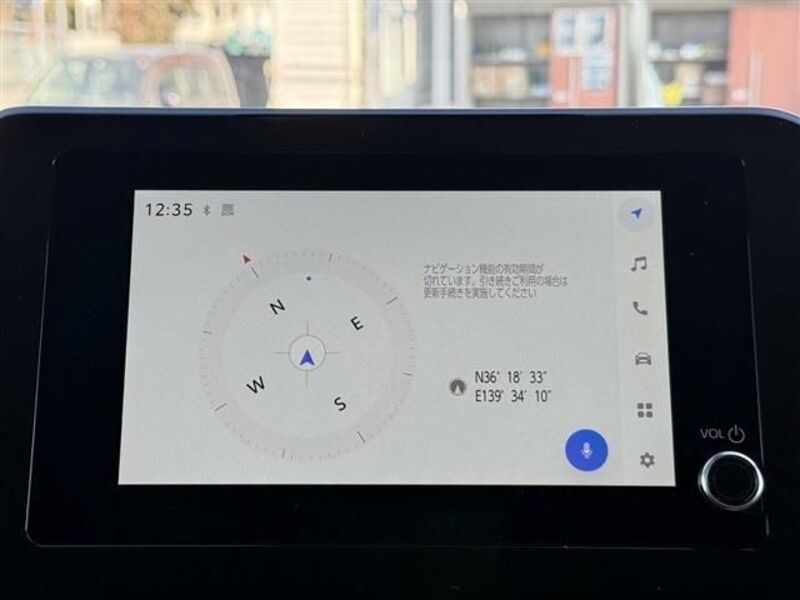 12:35
ナビゲーション機能の有効期間が
切れています。引き続きご利用の場合は
更新手続きを実施してください
N
E
W
S
N36° 18′ 33″
E139° 34′ 10″
VOL